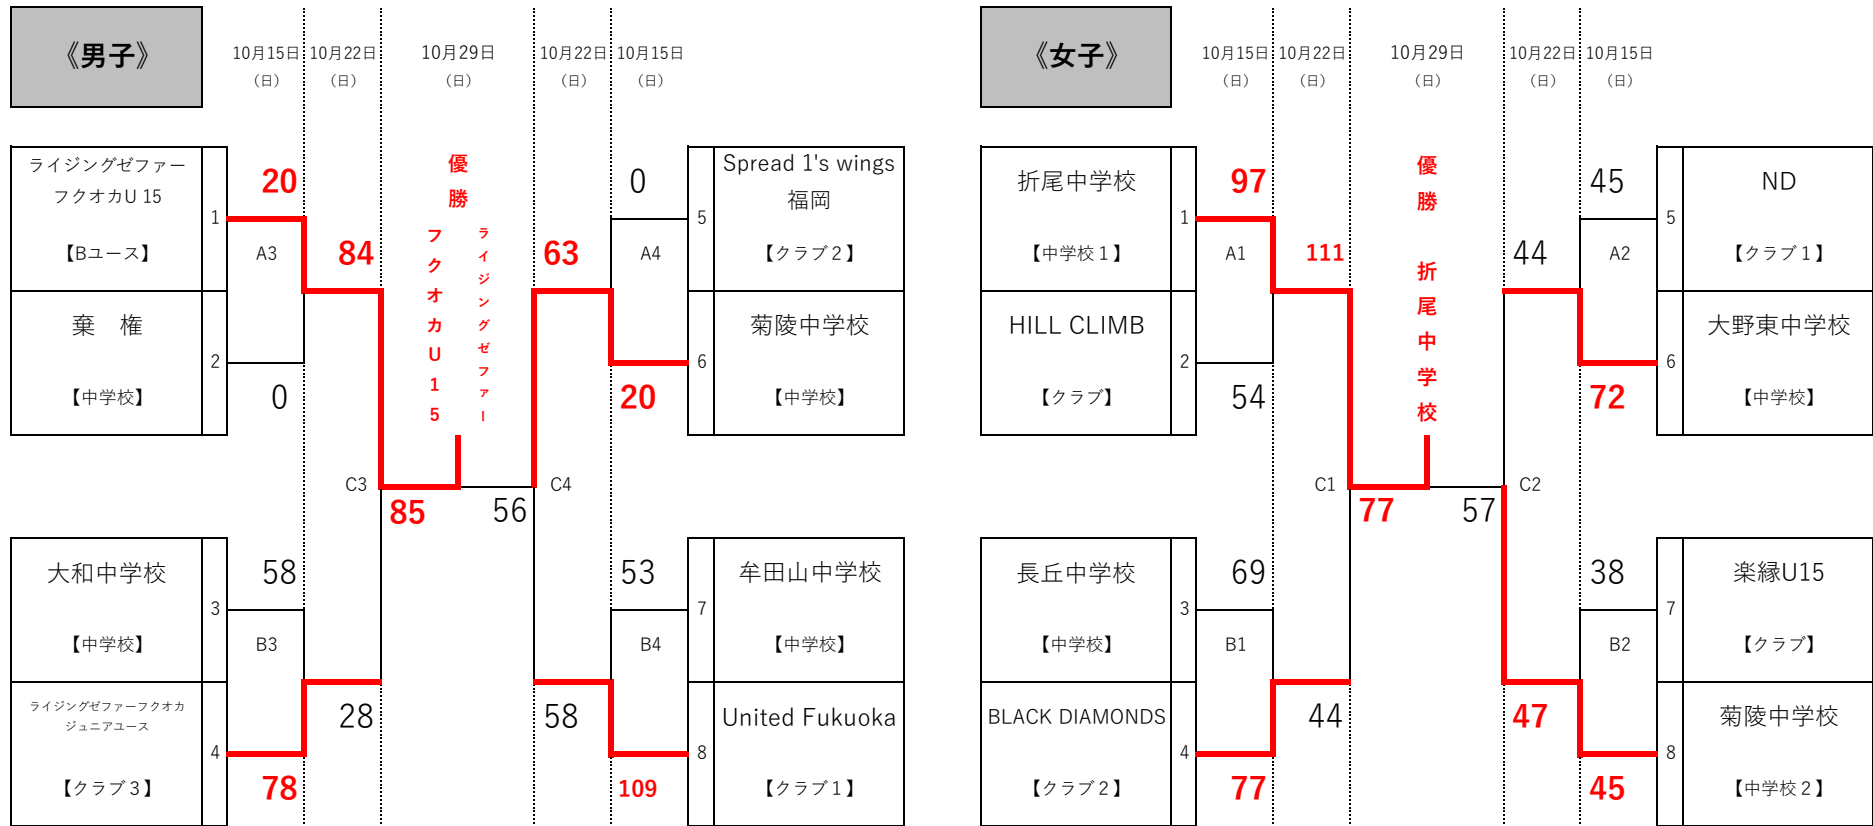 《男子》
10月15日
（日）
10月22日
（日）
10月29日
（日）
10月22日
（日）
10月15日
（日）
ライジングゼファー
フクオカU 15
【Bユース】
1
棄　権
【中学校】
2
大和中学校
【中学校】
3
ライジングゼファーフクオカ
ジュニアユース
【クラブ３】
4
20
A3
0
58
B3
78
84
C3
28
優勝
ライジングゼファー
フクオカU15
85
56
63
C4
58
0
A4
20
53
B4
109
5
Spread 1's wings
福岡
【クラブ２】
6
菊陵中学校
【中学校】
7
牟田山中学校
【中学校】
8
United Fukuoka
【クラブ１】
《女子》
10月15日
（日）
10月22日
（日）
10月29日
（日）
10月22日
（日）
10月15日
（日）
折尾中学校
【中学校１】
1
HILL CLIMB
【クラブ】
2
長丘中学校
【中学校】
3
BLACK DIAMONDS
【クラブ２】
4
97
A1
54
69
B1
77
111
C1
44
優勝　折尾中学校
77
57
44
C2
47
45
A2
72
38
B2
45
5
ND
【クラブ１】
6
大野東中学校
【中学校】
7
楽縁U15
【クラブ】
8
菊陵中学校
【中学校２】